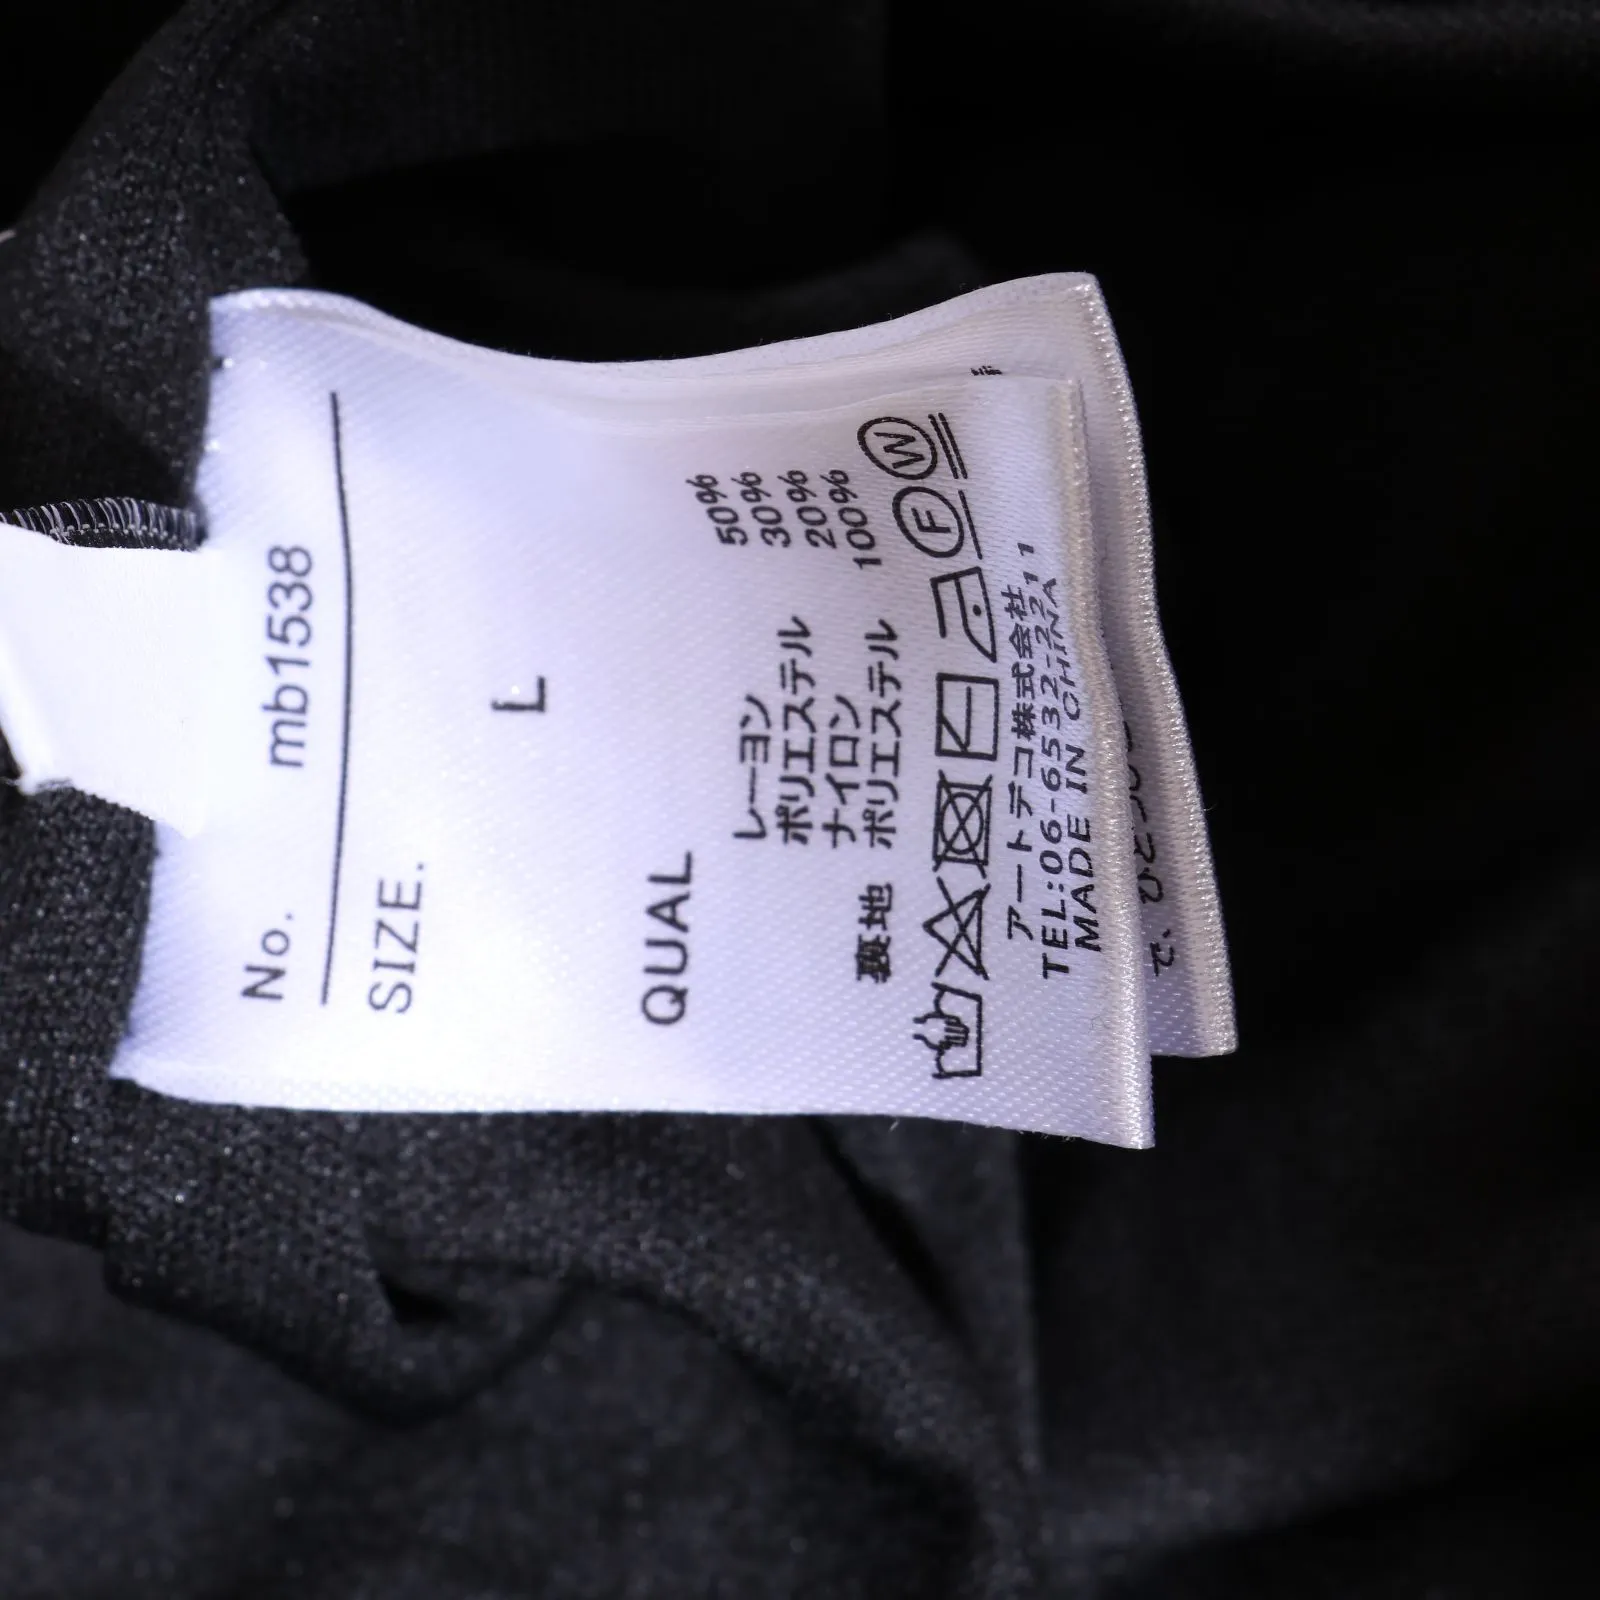 No. mb1538
SIZE.
L
QUAL
レーヨン 50%
ポリエステル 30%
ナイロン 20%
裏地 ポリエステル 100%
F W
アートデコ株式会社
TEL:06-6532-2211
MADE IN CHINA